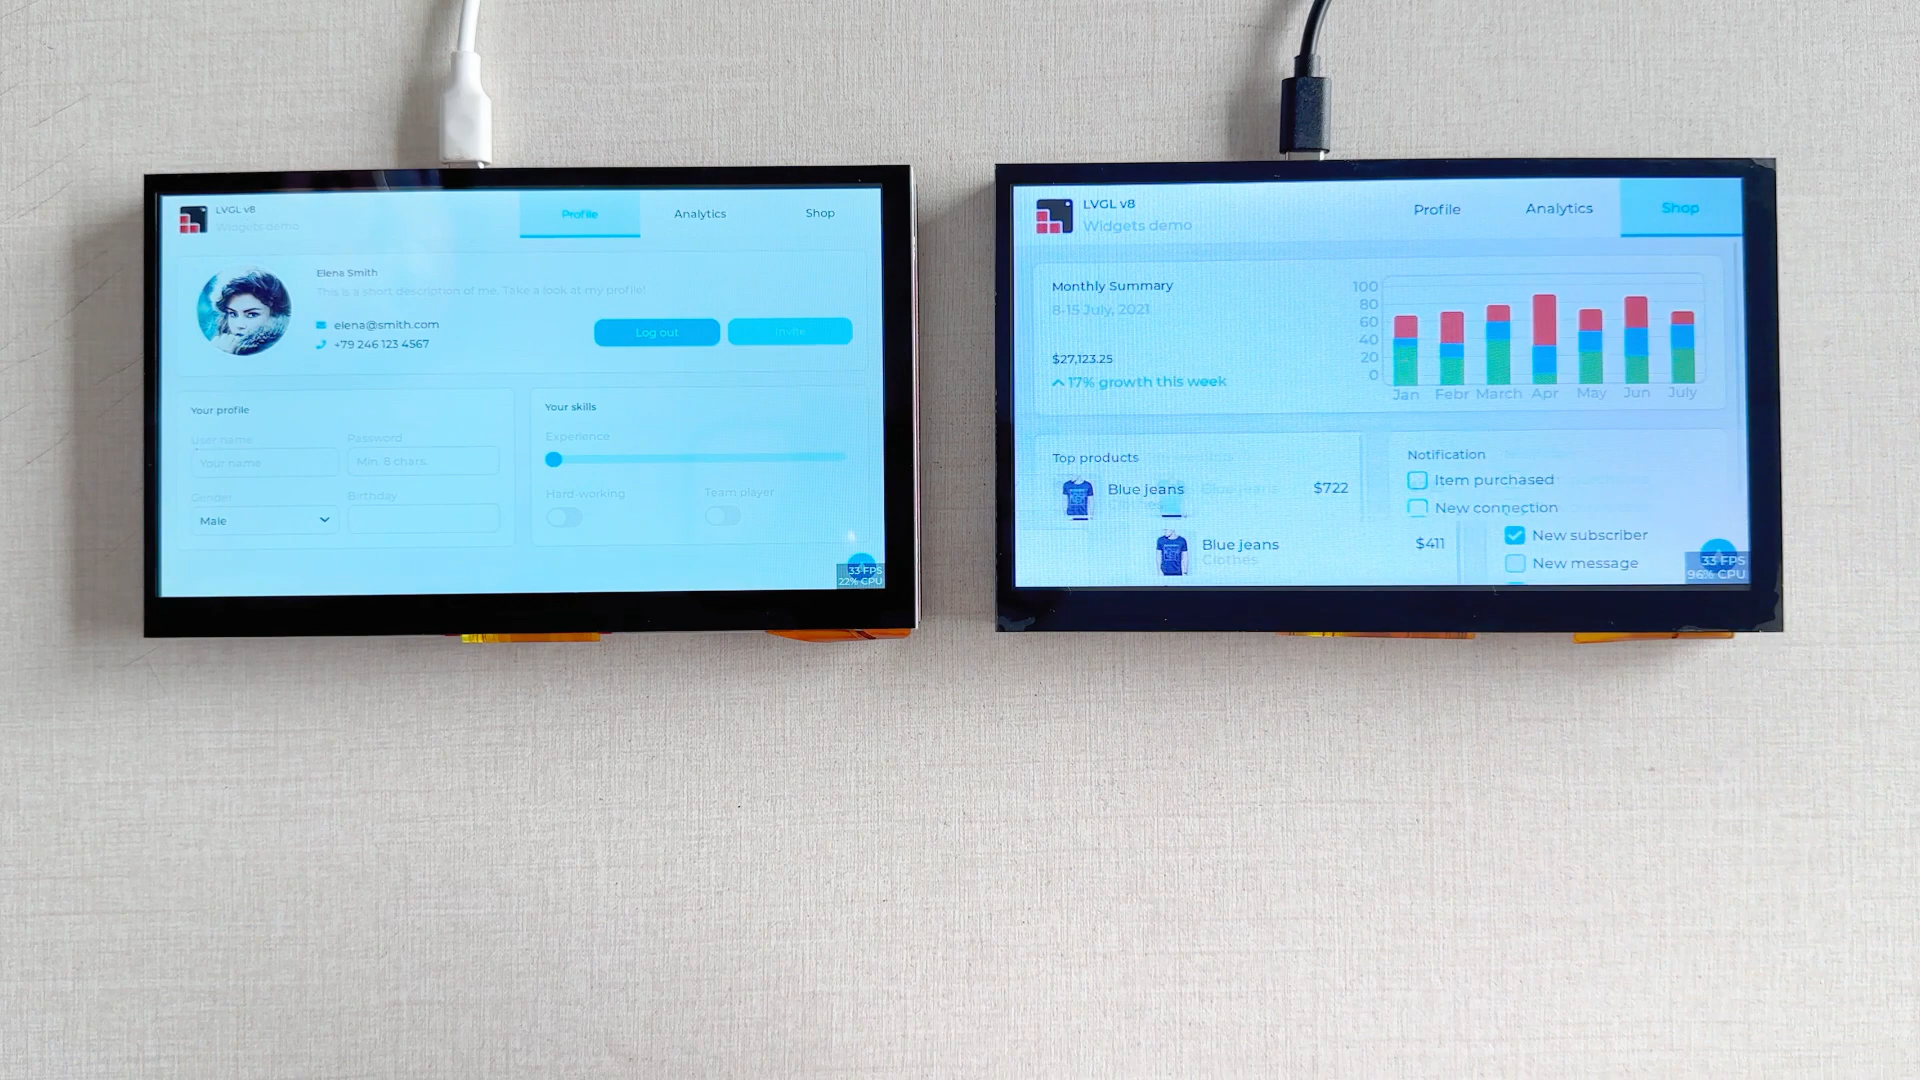 LVGL v8
Widgets demo
Profile
Analytics
Shop
Elena Smith
This is a short description of me. Take a look at my profile!
elena@smith.com
+79 246 123 4567
Log out
Invite
Your profile
User name
Password
Your name
Min. 8 chars.
Gender
Birthday
Male
Your skills
Experience
Hard-working
Team player
33 FPS
22% CPU
LVGL v8
Widgets demo
Profile
Analytics
Shop
Monthly Summary
8-15 July, 2021
$27,123.25
17% growth this week
100
80
60
40
20
0
Jan Febr March Apr May Jun July
Top products
Blue jeans
Clothes
Blue jeans
$722
Blue jeans
Clothes
$411
Notification
Item purchased
New connection
New subscriber
New message
33 FPS
96% CPU